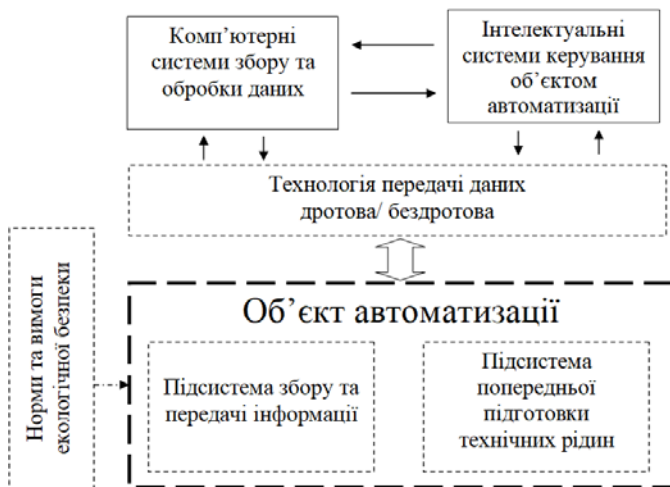 Комп’ютерні
системи збору та
обробки даних
Інтелектуальні
системи керування
об’єктом
автоматизації
Технологія передачі даних
дротова/ бездротова
Норми та вимоги
екологічної безпеки
Об’єкт автоматизації
Підсистема збору та
передачі інформації
Підсистема
попередньої
підготовки
технічних рідин